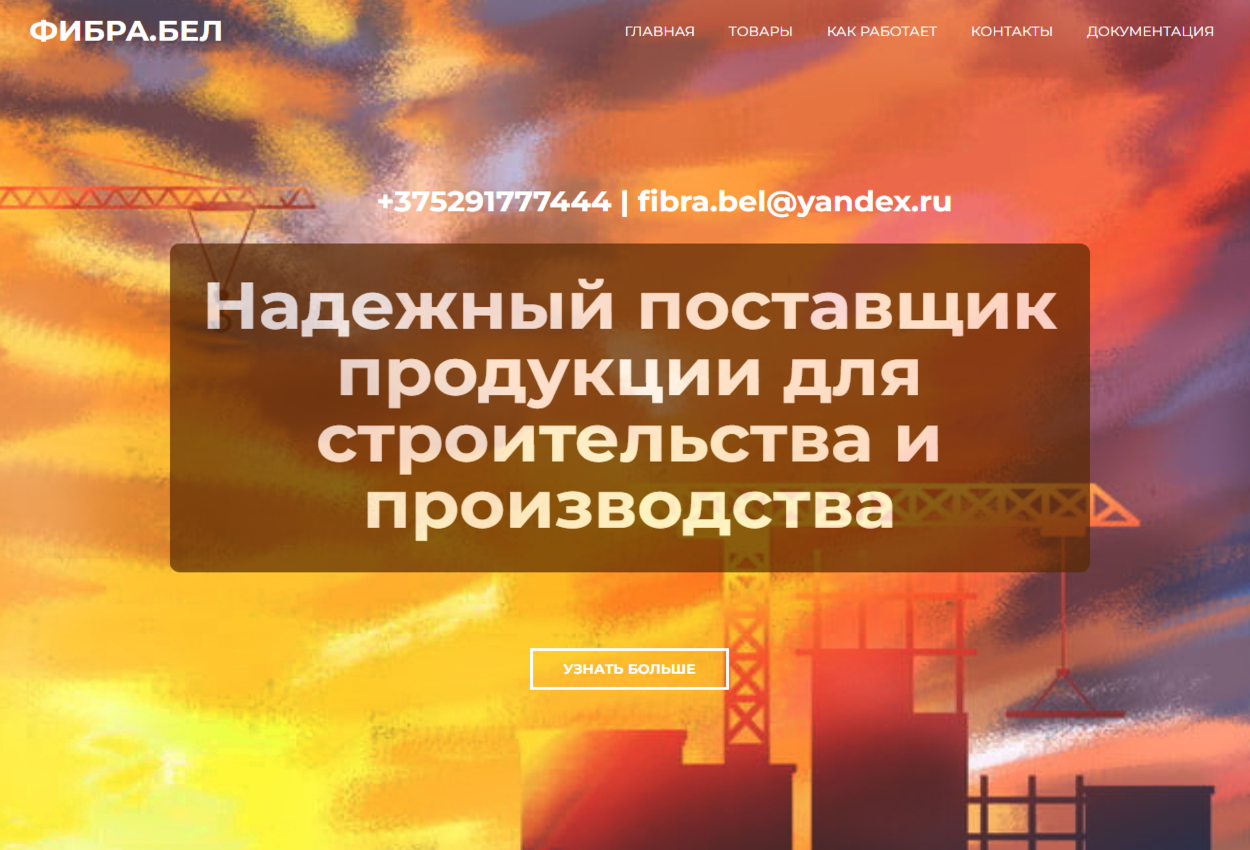 ФИБРА.БЕЛ
ГЛАВНАЯ ТОВАРЫ КАК РАБОТАЕТ КОНТАКТЫ ДОКУМЕНТАЦИЯ
+375291777444 | fibra.bel@yandex.ru
Надежный поставщик
продукции для
строительства и
производства
УЗНАТЬ БОЛЬШЕ